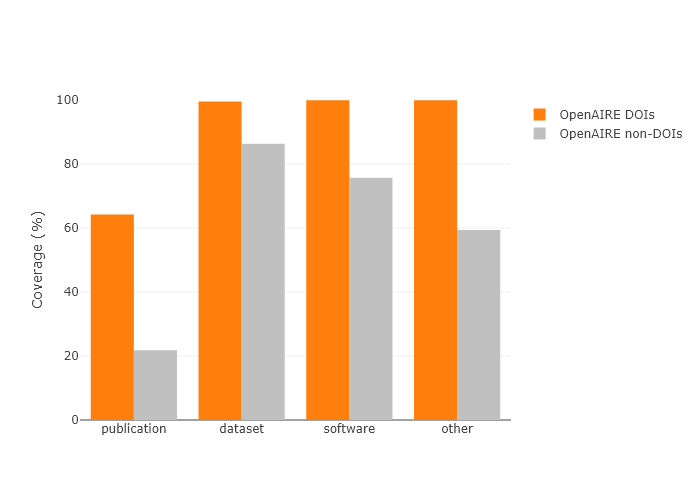 100
80
60
40
20
0
Coverage (%)
publication
dataset
software
other
OpenAIRE DOIs
OpenAIRE non-DOIs